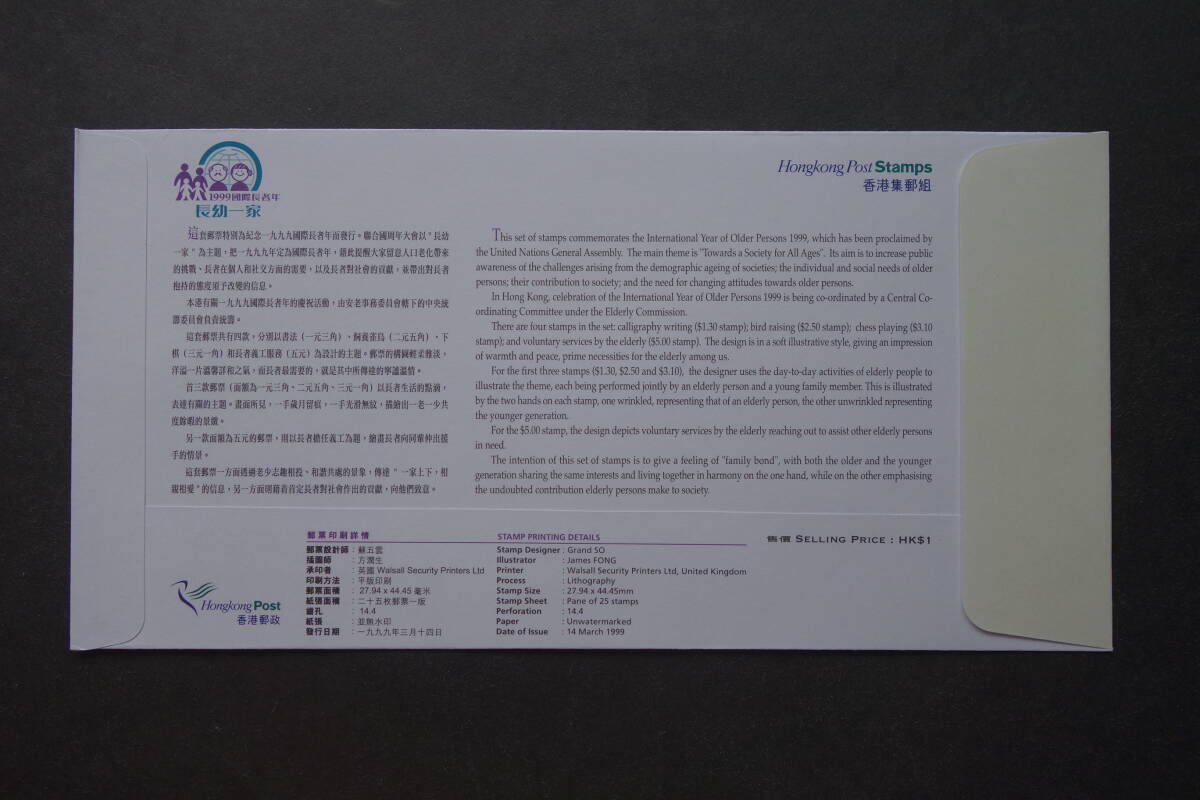 1999國際長者年
長幼一家
Hongkong Post Stamps
香港集郵組
這套郵票特別為紀念一九九九國際長者年而發行。聯合國周年大會以"長幼
一家"為主題,把一九九九年定為國際長者年,藉此提醒大家留意人口老化帶來
的挑戰、長者在個人和社交方面的需要,以及長者對社會的貢獻,並帶出對長者
抱持的態度須予改變的信息。
本港有關一九九九國際長者年的慶祝活動,由安老事務委員會轄下的中央統
籌委員會負責統籌。
這套郵票共有四款,分別以書法(一元三角)、飼養雀鳥(二元五角)、下
棋(三元一角)和長者義工服務(五元)為設計的主題。郵票的構圖輕柔雅淡,
洋溢一片溫馨詳和之氣,而長者最需要的,就是其中所傳達的寧謐溫情。
首三款郵票(面額為一元三角、二元五角、三元一角)以長者生活的點滴,
表達有關的主題。畫面所見,一手歲月留痕,一手光滑無紋,描繪出一老一少共
度餘暇的景緻。
另一款面額為五元的郵票,則以長者擔任義工為題,繪畫長者向同輩伸出援
手的情景。
這套郵票一方面透過老少志趣相投、和諧共處的景象,傳達"一家上下,相
親相愛"的信息,另一方面則藉着肯定長者對社會作出的貢獻,向他們致意。
This set of stamps commemorates the International Year of Older Persons 1999, which has been proclaimed by
the United Nations General Assembly. The main theme is "Towards a Society for All Ages". Its aim is to increase public
awareness of the challenges arising from the demographic ageing of societies; the individual and social needs of older
persons; their contribution to society; and the need for changing attitudes towards older persons.
In Hong Kong, celebration of the International Year of Older Persons 1999 is being co-ordinated by a Central Co-
ordinating Committee under the Elderly Commission.
There are four stamps in the set: calligraphy writing ($1.30 stamp); bird raising ($2.50 stamp); chess playing ($3.10
stamp); and voluntary services by the elderly ($5.00 stamp). The design is in a soft illustrative style, giving an impression
of warmth and peace, prime necessities for the elderly among us.
For the first three stamps ($1.30, $2.50 and $3.10), the designer uses the day-to-day activities of elderly people to
illustrate the theme, each being performed jointly by an elderly person and a young family member. This is illustrated
by the two hands on each stamp, one wrinkled, representing that of an elderly person, the other unwrinkled representing
the younger generation.
For the $5.00 stamp, the design depicts voluntary services by the elderly reaching out to assist other elderly persons
in need.
The intention of this set of stamps is to give a feeling of "family bond", with both the older and the younger
generation sharing the same interests and living together in harmony on the one hand, while on the other emphasising
the undoubted contribution elderly persons make to society.
Hongkong Post
香港郵政
郵票印刷詳情
郵票設計師 : 蘇五雲
插圖師 : 方潤生
承印者 : 英國 Walsall Security Printers Ltd
印刷方法 : 平版印刷
郵票面積 : 27.94 x 44.45 毫米
紙張面積 : 二十五枚郵票一版
齒孔 : 14.4
紙張 : 並無水印
發行日期 : 一九九九年三月十四日
STAMP PRINTING DETAILS
Stamp Designer : Grand SO
Illustrator : James FONG
Printer : Walsall Security Printers Ltd, United Kingdom
Process : Lithography
Stamp Size : 27.94 x 44.45mm
Stamp Sheet : Pane of 25 stamps
Perforation : 14.4
Paper : Unwatermarked
Date of Issue : 14 March 1999
售價 SELLING PRICE : HK$1